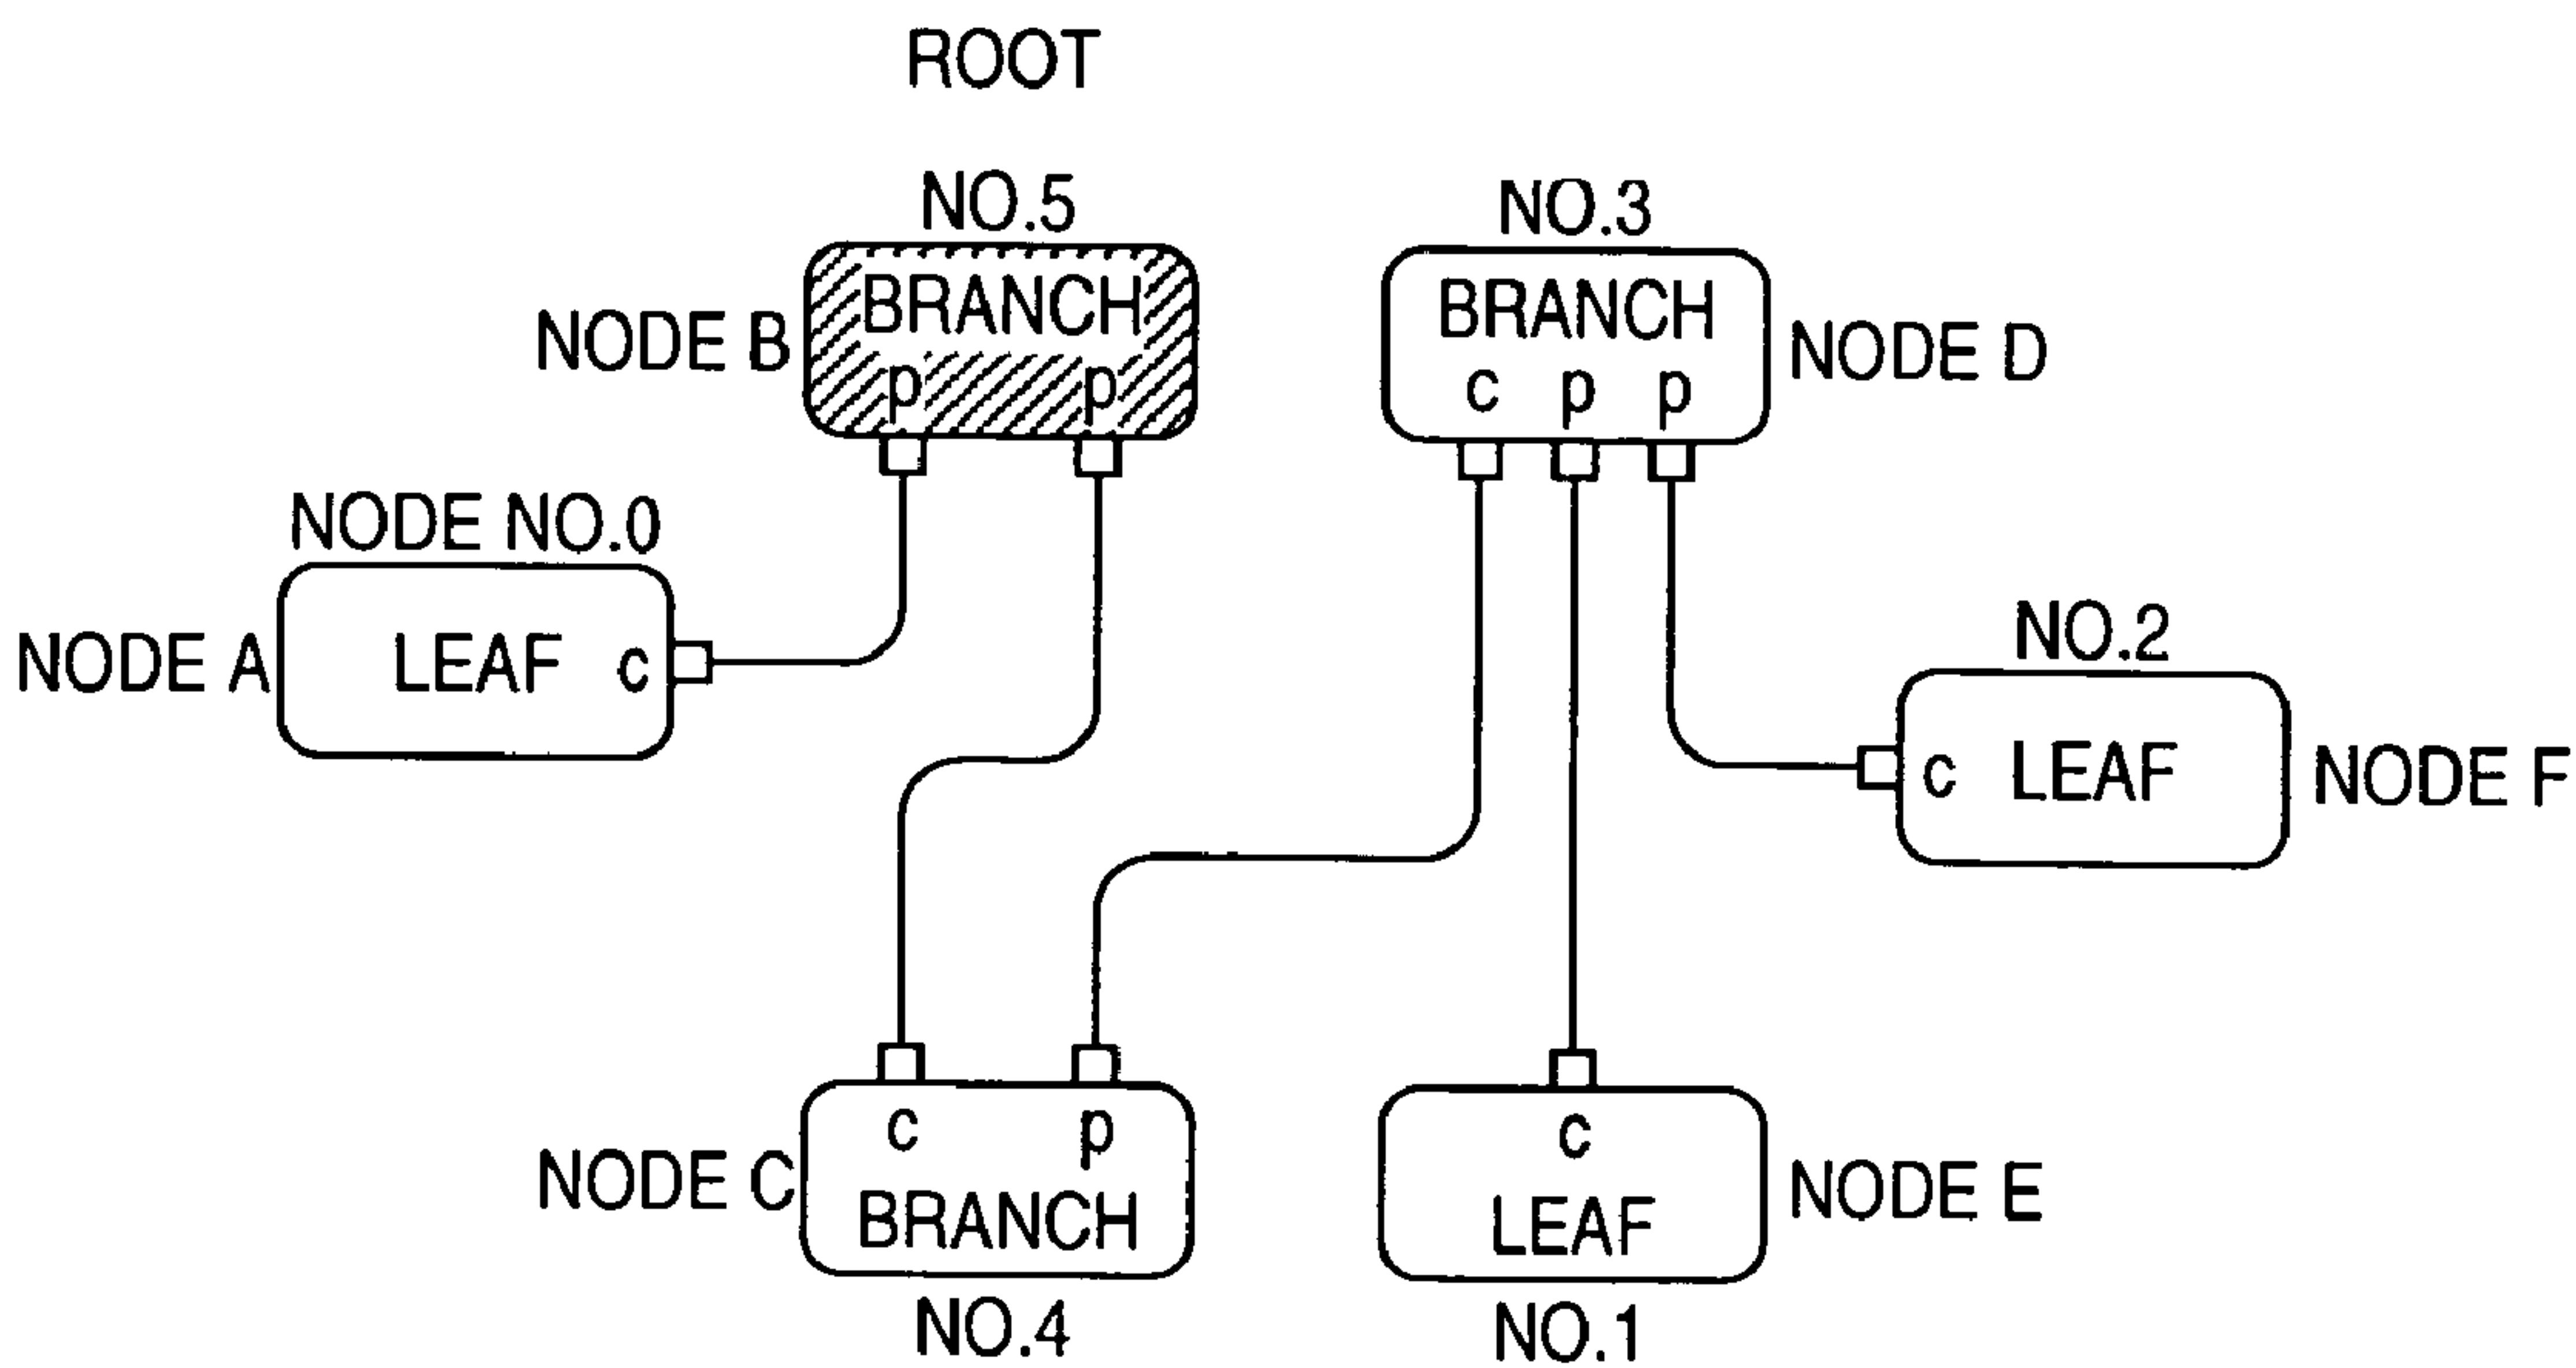 ROOT
NO.5
NO.3
BRANCH
p p
NODE B
BRANCH
c p p
NODE D
NODE NO.0
NODE A
LEAF c
NO.2
c LEAF
NODE F
c p
BRANCH
NODE C
NO.4
c
LEAF
NODE E
NO.1